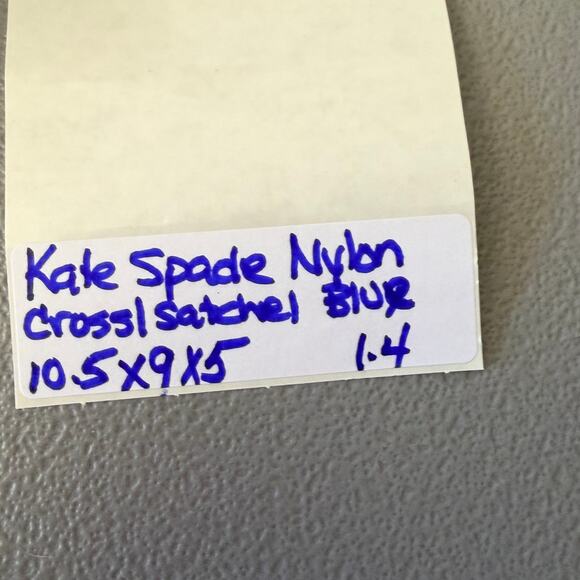 Kate Spade Nylon
Cross/Satchel Blue
10.5x9x5 1.4